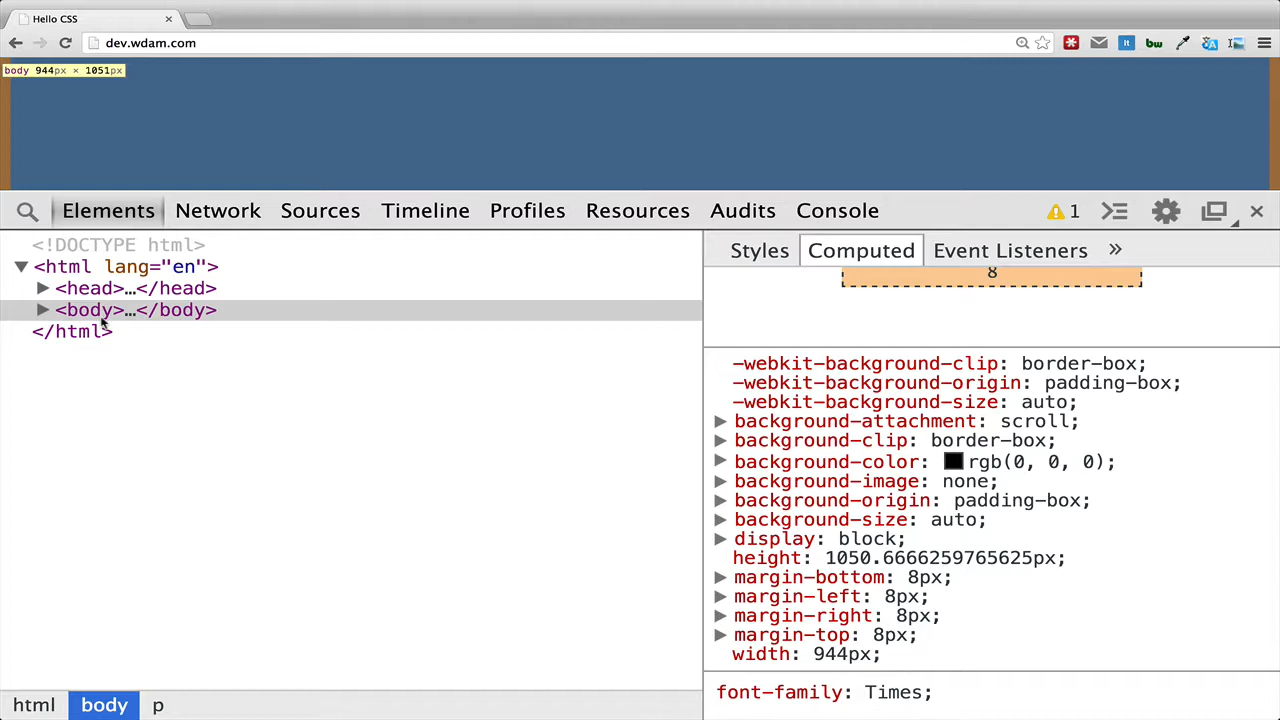 Hello CSS
dev.wdam.com
lt bw
body 944px × 1051px
Elements Network Sources Timeline Profiles Resources Audits Console 1
<!DOCTYPE html>
<html lang="en">
<head>…</head>
<body>…</body>
</html>
Styles Computed Event Listeners »
8
-webkit-background-clip: border-box;
-webkit-background-origin: padding-box;
-webkit-background-size: auto;
background-attachment: scroll;
background-clip: border-box;
background-color: rgb(0, 0, 0);
background-image: none;
background-origin: padding-box;
background-size: auto;
display: block;
height: 1050.6666259765625px;
margin-bottom: 8px;
margin-left: 8px;
margin-right: 8px;
margin-top: 8px;
width: 944px;
font-family: Times;
html body p